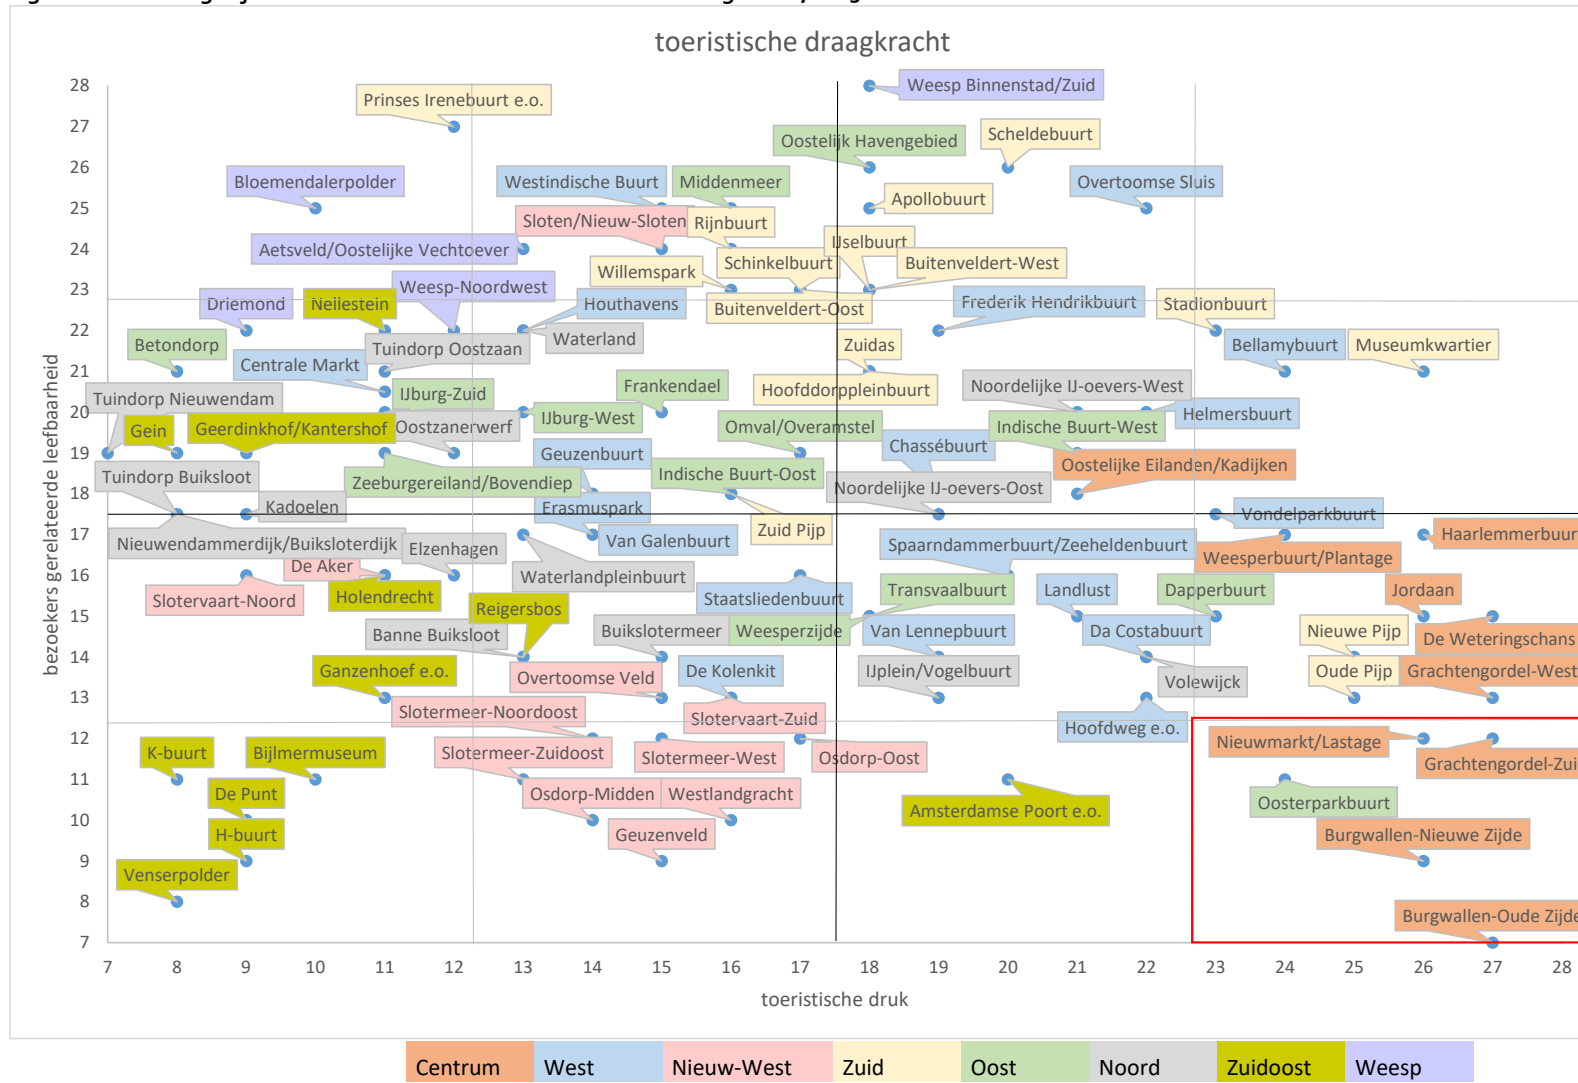 toeristische draagkracht
28
27
26
25
24
23
22
21
20
19
18
17
16
15
14
13
12
11
10
9
8
7
bezoekers gerelateerde leefbaarheid
Weesp Binnenstad/Zuid
Prinses Irenebuurt e.o.
Scheldebuurt
Oostelijk Havengebied
Bloemendalerpolder
Westindische Buurt
Middenmeer
Overtoomse Sluis
Apollobuurt
Sloten/Nieuw-Sloten
Rijnbuurt
Aetsveld/Oostelijke Vechtoever
IJselbuurt
Willemspark
Schinkelbuurt
Buitenveldert-West
Weesp-Noordwest
Driemond
Nellestein
Houthavens
Buitenveldert-Oost
Frederik Hendrikbuurt
Stadionbuurt
Waterland
Betondorp
Tuindorp Oostzaan
Zuidas
Bellamybuurt
Museumkwartier
Centrale Markt
Hoofddorppleinbuurt
Noordelijke IJ-oevers-West
Tuindorp Nieuwendam
IJburg-Zuid
Frankendael
IJburg-West
Helmersbuurt
Gein
Geerdinkhof/Kantershof
Oostzanerwerf
Omval/Overamstel
Indische Buurt-West
Geuzenbuurt
Chassébuurt
Oostelijke Eilanden/Kadijken
Tuindorp Buiksloot
Zeeburgereiland/Bovendiep
Indische Buurt-Oost
Noordelijke IJ-oevers-Oost
Kadoelen
Erasmuspark
Vondelparkbuurt
Zuid Pijp
Haarlemmerbuur
Nieuwendammerdijk/Buiksloterdijk
Elzenhagen
Van Galenbuurt
Spaarndammerbuurt/Zeeheldenbuurt
Weesperbuurt/Plantage
De Aker
Waterlandpleinbuurt
Slotervaart-Noord
Holendrecht
Staatsliedenbuurt
Transvaalbuurt
Landlust
Dapperbuurt
Jordaan
Reigersbos
Banne Buiksloot
Buikslotermeer
Weesperzijde
Van Lennepbuurt
Da Costabuurt
Nieuwe Pijp
De Weteringschans
Ganzenhoef e.o.
Overtoomse Veld
De Kolenkit
IJplein/Vogelbuurt
Volewijck
Oude Pijp
Grachtengordel-West
Slotermeer-Noordoost
Slotervaart-Zuid
Hoofdweg e.o.
K-buurt
Bijlmermuseum
Slotermeer-Zuidoost
Slotermeer-West
Osdorp-Oost
Nieuwmarkt/Lastage
Grachtengordel-Zui
De Punt
Osdorp-Midden
Westlandgracht
Amsterdamse Poort e.o.
Oosterparkbuurt
H-buurt
Geuzenveld
Burgwallen-Nieuwe Zijde
Venserpolder
Burgwallen-Oude Zijde
7 8 9 10 11 12 13 14 15 16 17 18 19 20 21 22 23 24 25 26 27 28
toeristische druk
Centrum West Nieuw-West Zuid Oost Noord Zuidoost Weesp